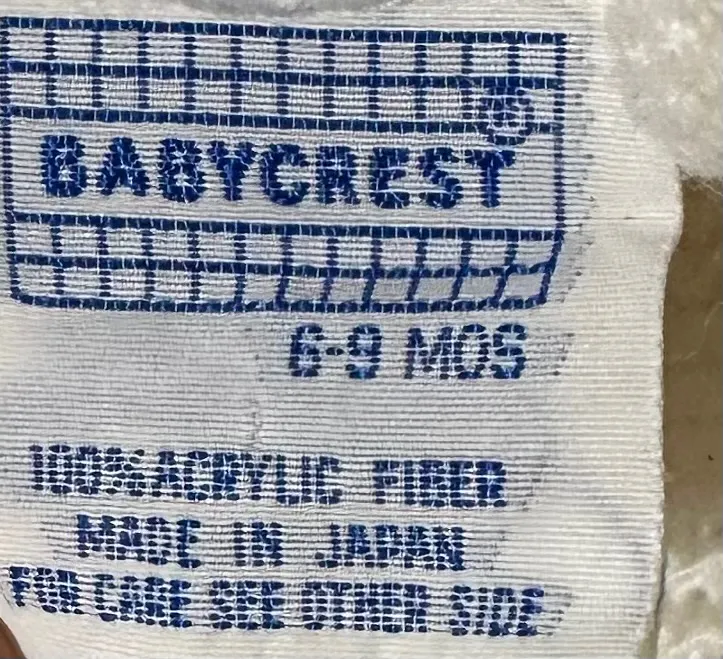 BABYCREST®
6-9 MOS
100% ACRYLIC FIBER
MADE IN JAPAN
FOR CARE SEE OTHER SIDE